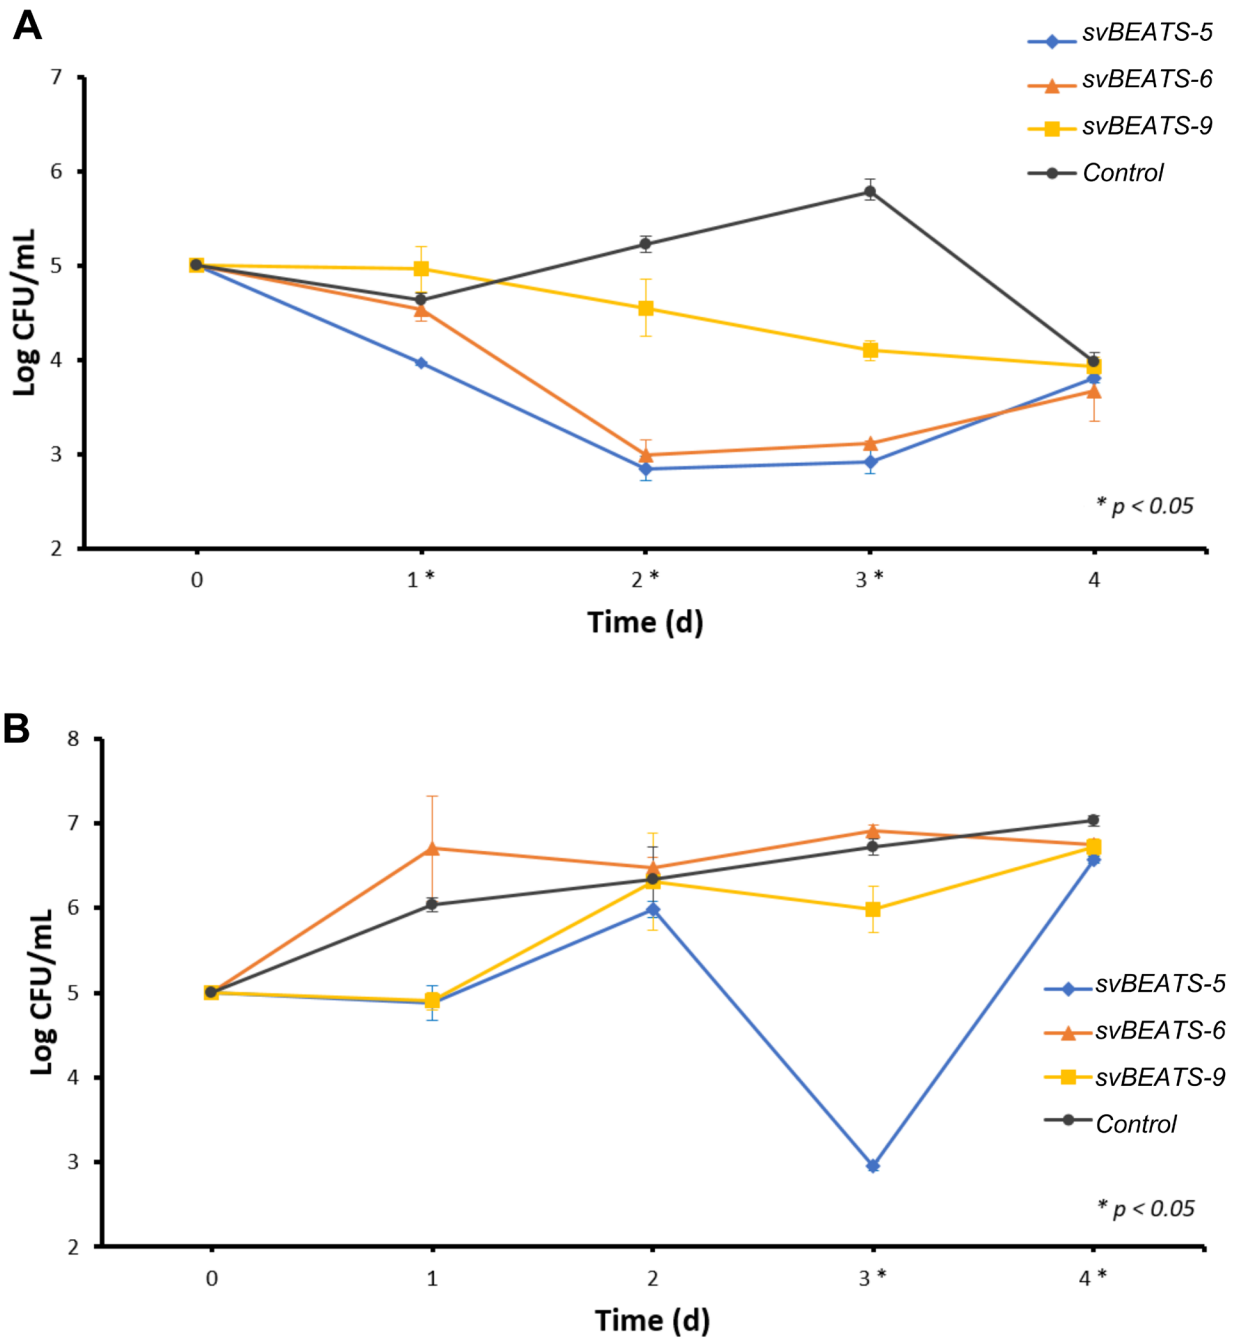 A
svBEATS-5
svBEATS-6
svBEATS-9
Control
7
6
5
4
3
2
Log CFU/mL
* p < 0.05
0 1 * 2 * 3 * 4
Time (d)
B
8
7
6
5
4
3
2
Log CFU/mL
svBEATS-5
svBEATS-6
svBEATS-9
Control
* p < 0.05
0 1 2 3 * 4 *
Time (d)